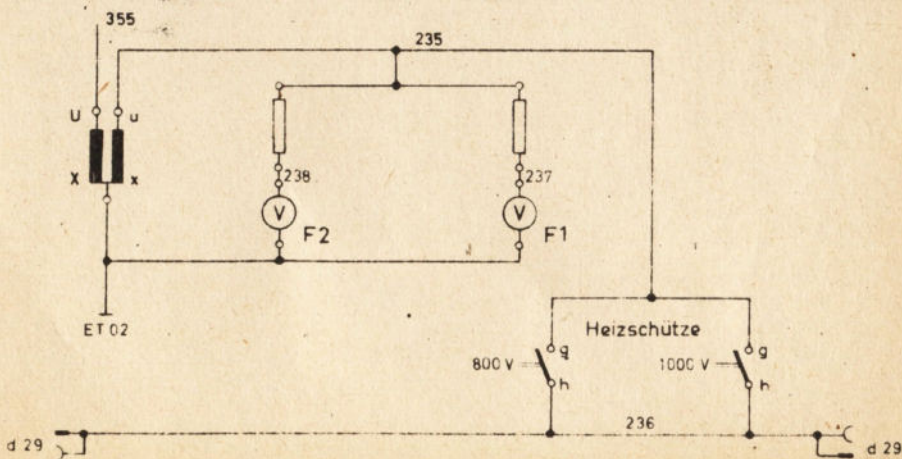 355
235
U u
X x
238
237
V
F2
V
F1
ET 02
Heizschütze
g
800 V
h
g
1000 V
h
236
d 29
d 29